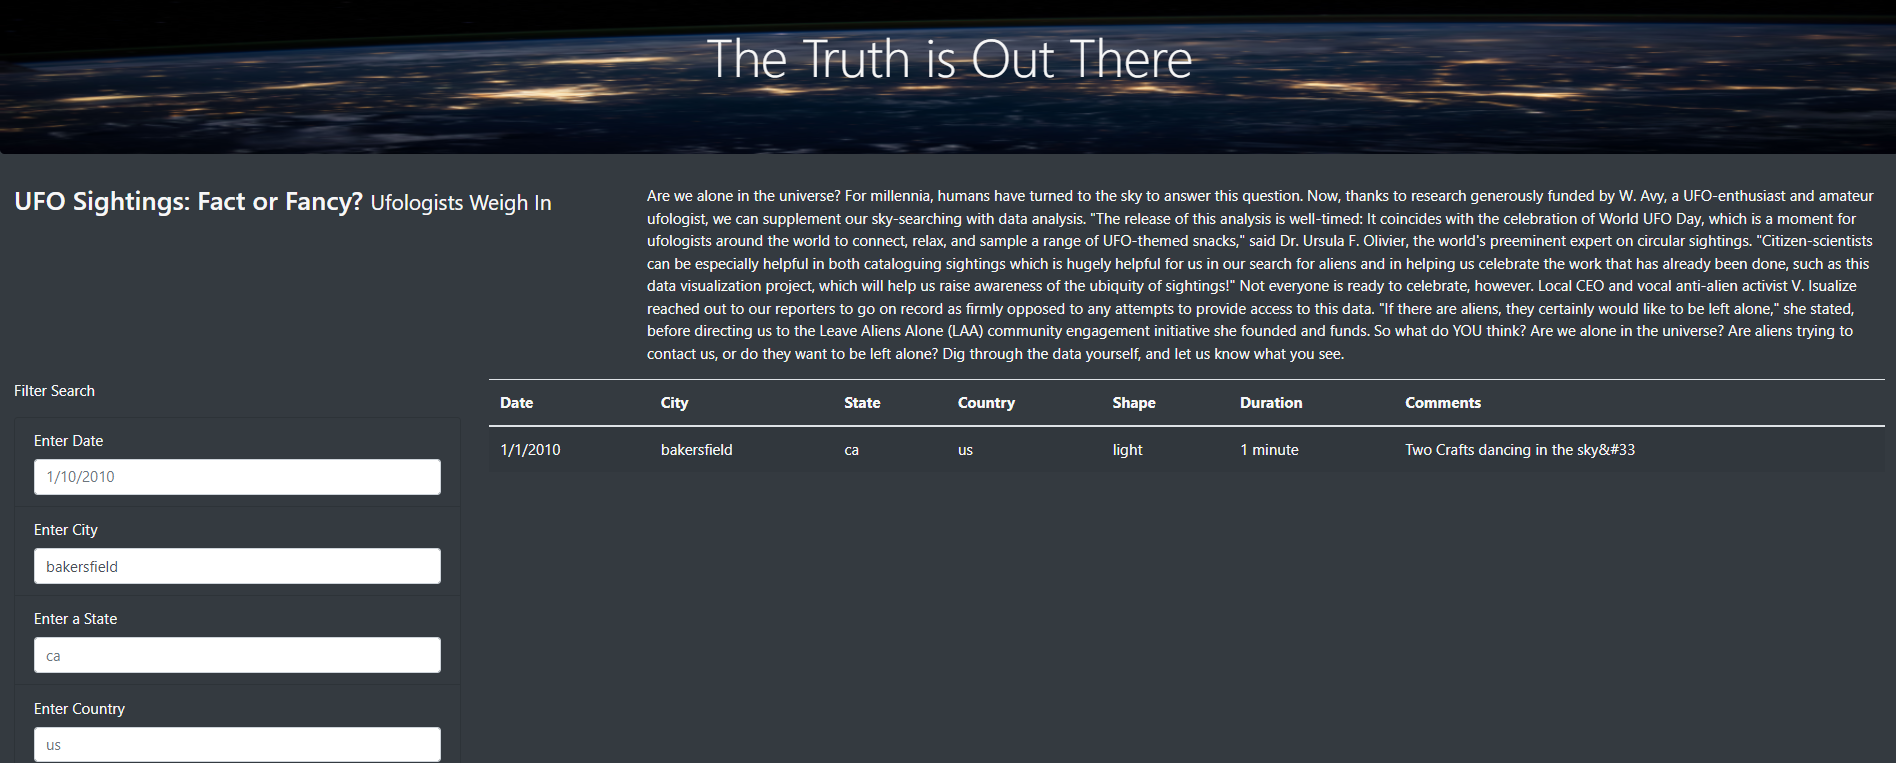 The Truth is Out There
UFO Sightings: Fact or Fancy? Ufologists Weigh In
Are we alone in the universe? For millennia, humans have turned to the sky to answer this question. Now, thanks to research generously funded by W. Avy, a UFO-enthusiast and amateur
ufologist, we can supplement our sky-searching with data analysis. "The release of this analysis is well-timed: It coincides with the celebration of World UFO Day, which is a moment for
ufologists around the world to connect, relax, and sample a range of UFO-themed snacks," said Dr. Ursula F. Olivier, the world's preeminent expert on circular sightings. "Citizen-scientists
can be especially helpful in both cataloguing sightings which is hugely helpful for us in our search for aliens and in helping us celebrate the work that has already been done, such as this
data visualization project, which will help us raise awareness of the ubiquity of sightings!" Not everyone is ready to celebrate, however. Local CEO and vocal anti-alien activist V. Isualize
reached out to our reporters to go on record as firmly opposed to any attempts to provide access to this data. "If there are aliens, they certainly would like to be left alone," she stated,
before directing us to the Leave Aliens Alone (LAA) community engagement initiative she founded and funds. So what do YOU think? Are we alone in the universe? Are aliens trying to
contact us, or do they want to be left alone? Dig through the data yourself, and let us know what you see.
Filter Search
Enter Date
1/10/2010
Enter City
bakersfield
Enter a State
ca
Enter Country
us
Date City State Country Shape Duration Comments
1/1/2010 bakersfield ca us light 1 minute Two Crafts dancing in the sky&#33